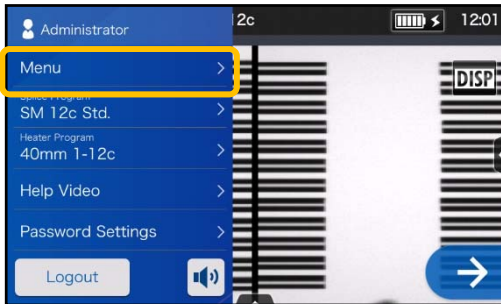 Administrator
12c
12:01
Menu
DISP
Splice Program
SM 12c Std.
Heater Program
40mm 1-12c
Help Video
Password Settings
Logout